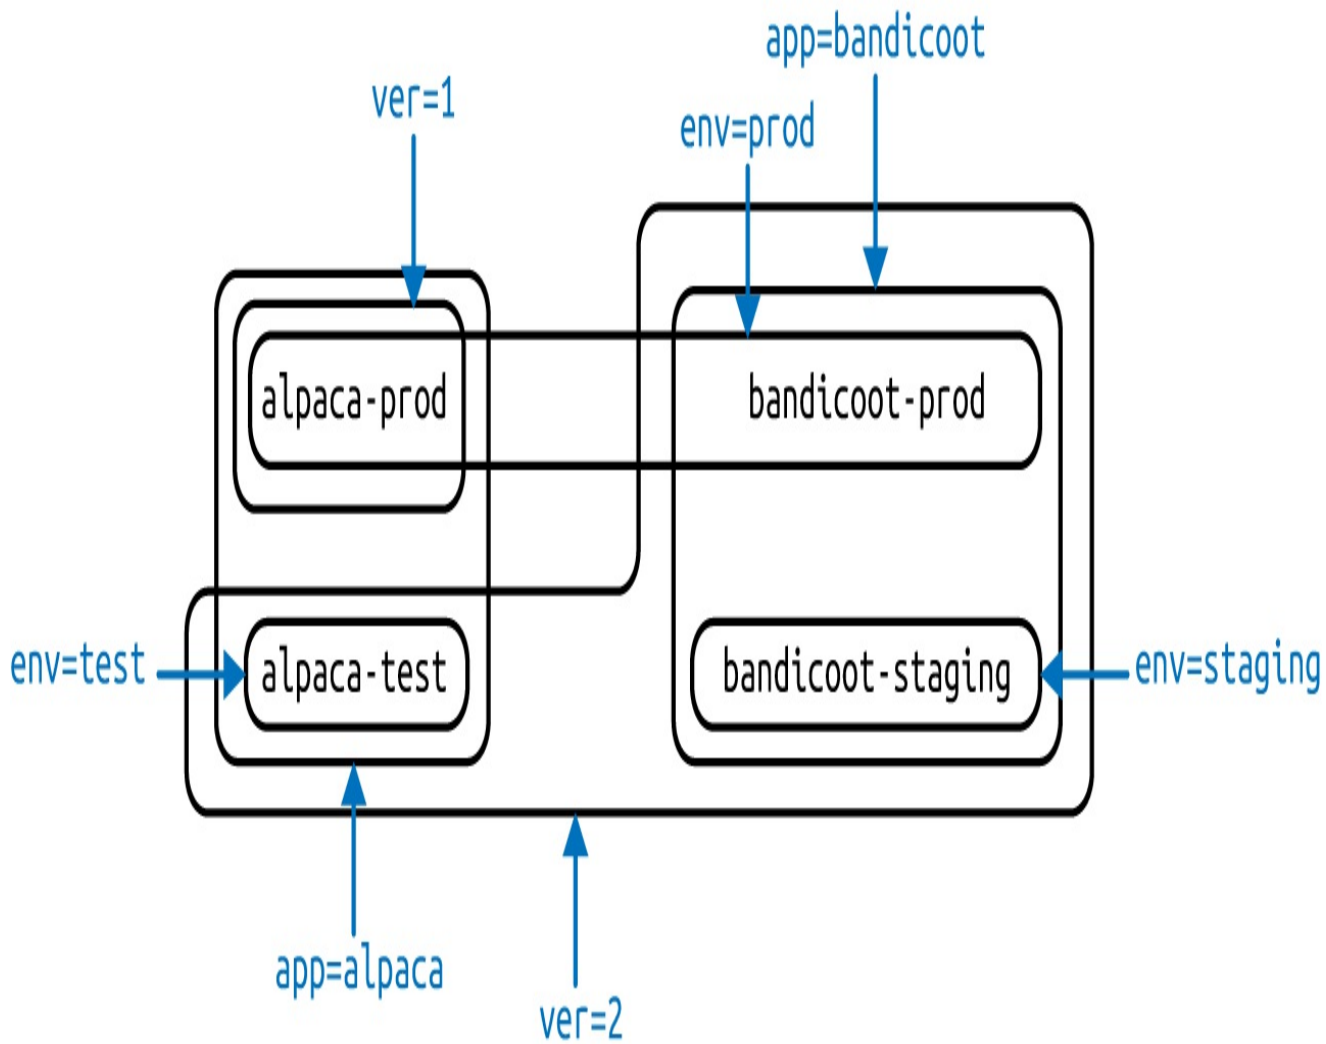 app=bandicoot
ver=1
env=prod
alpaca-prod
bandicoot-prod
env=test
alpaca-test
bandicoot-staging
env=staging
app=alpaca
ver=2